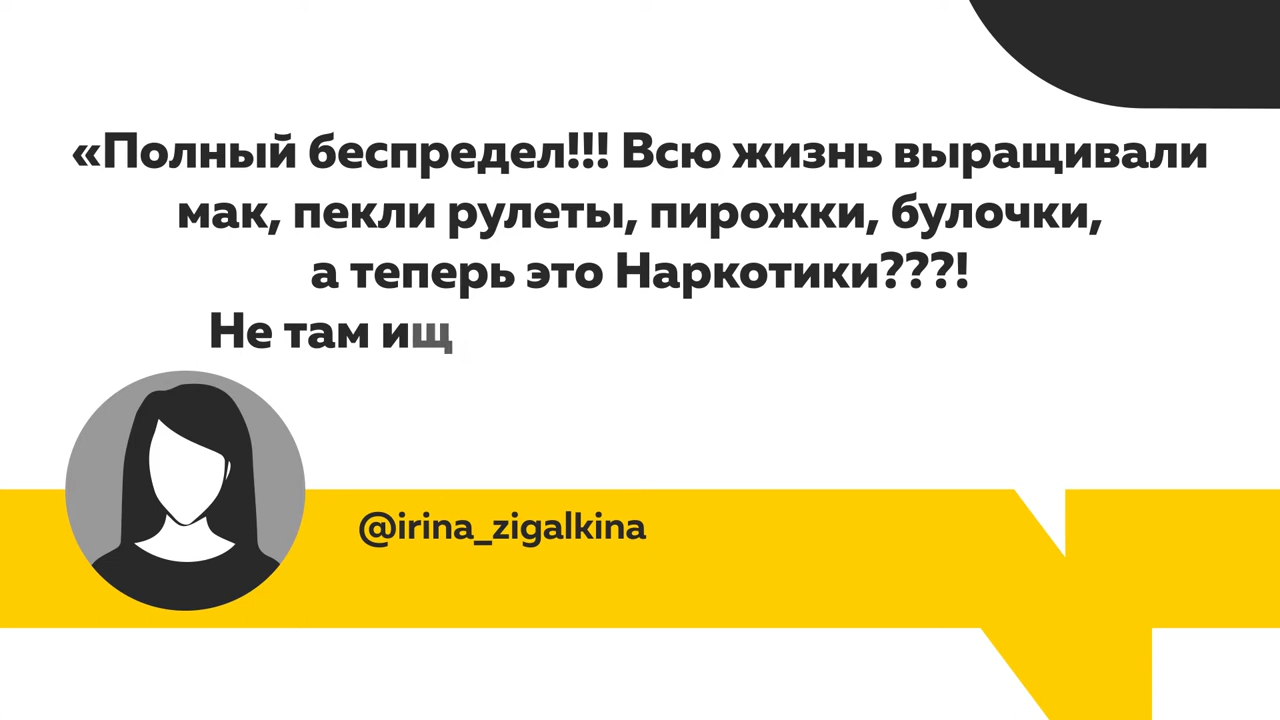 «Полный беспредел!!! Всю жизнь выращивали
мак, пекли рулеты, пирожки, булочки,
а теперь это Наркотики???!
Не там ищ
@irina_zigalkina